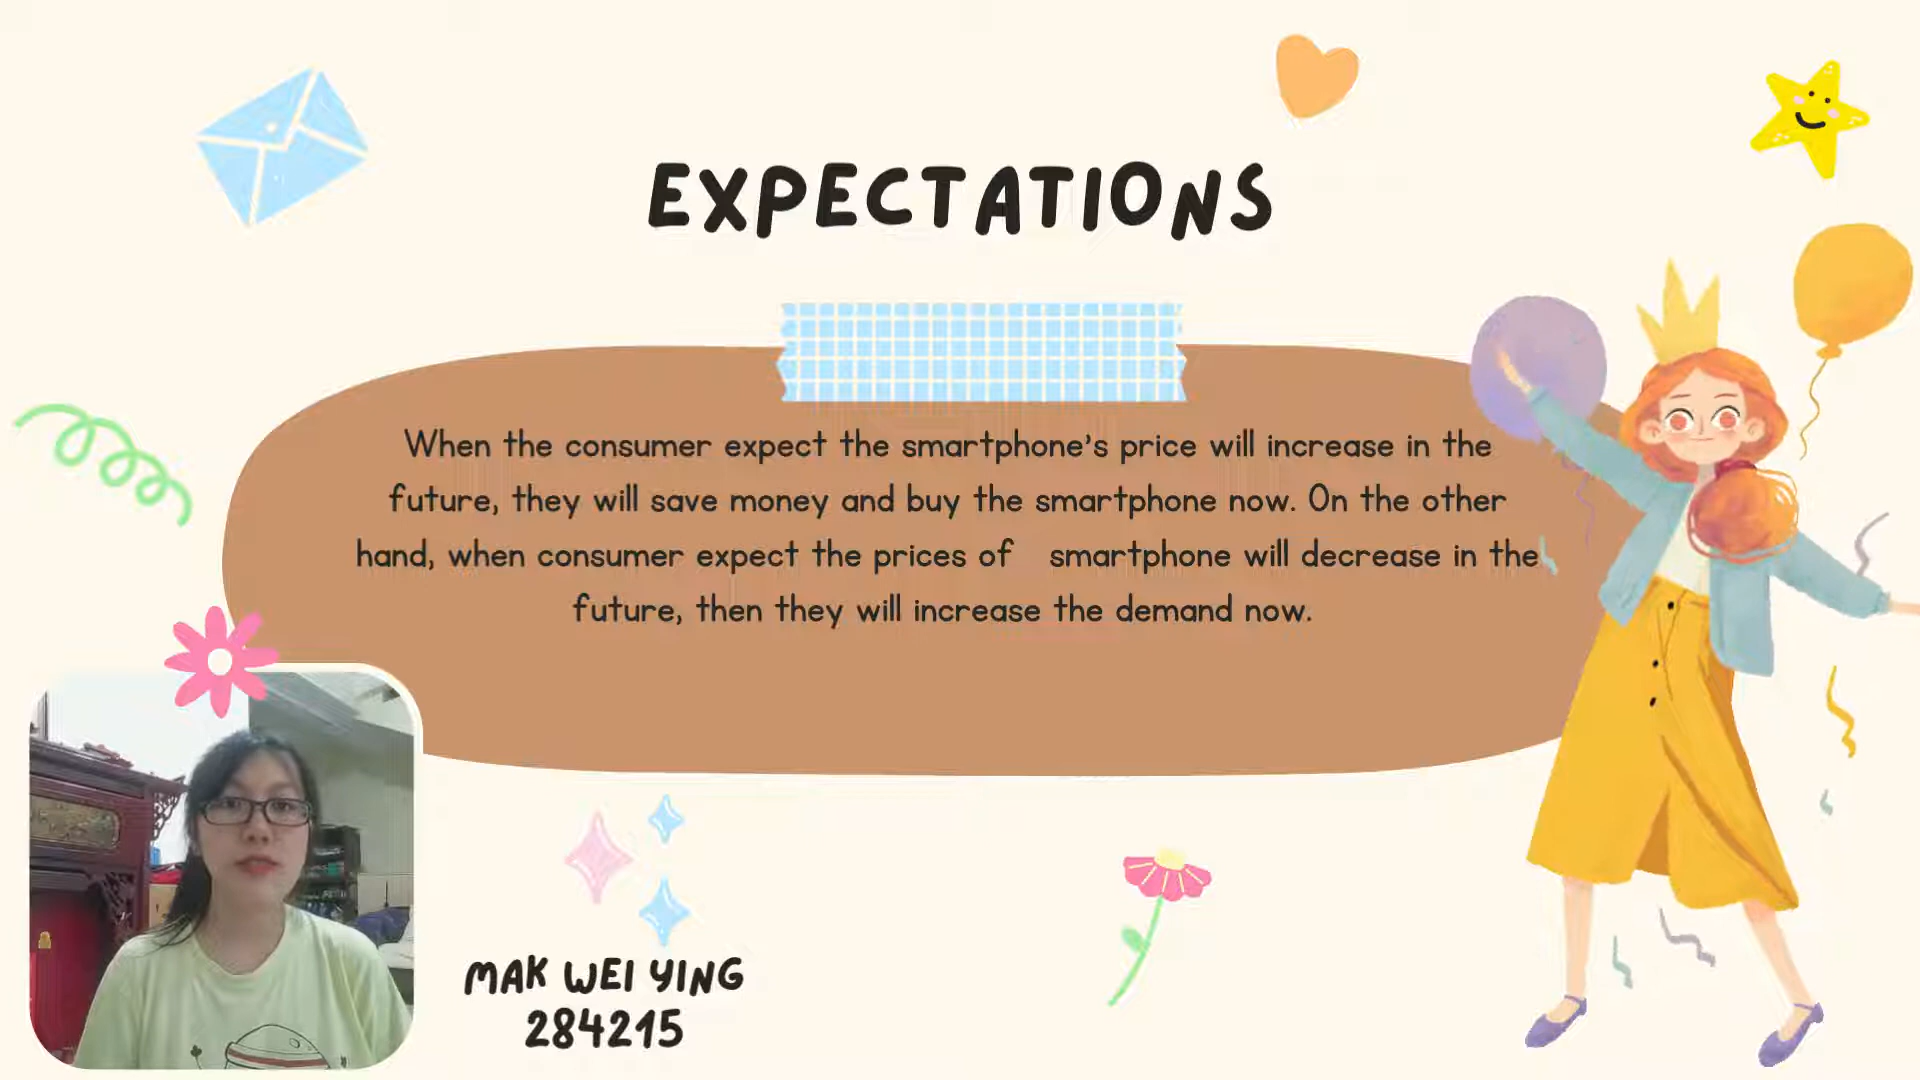 EXPECTATIONS
When the consumer expect the smartphone's price will increase in the
future, they will save money and buy the smartphone now. On the other
hand, when consumer expect the prices of smartphone will decrease in the
future, then they will increase the demand now.
MAK WEI YING
284215